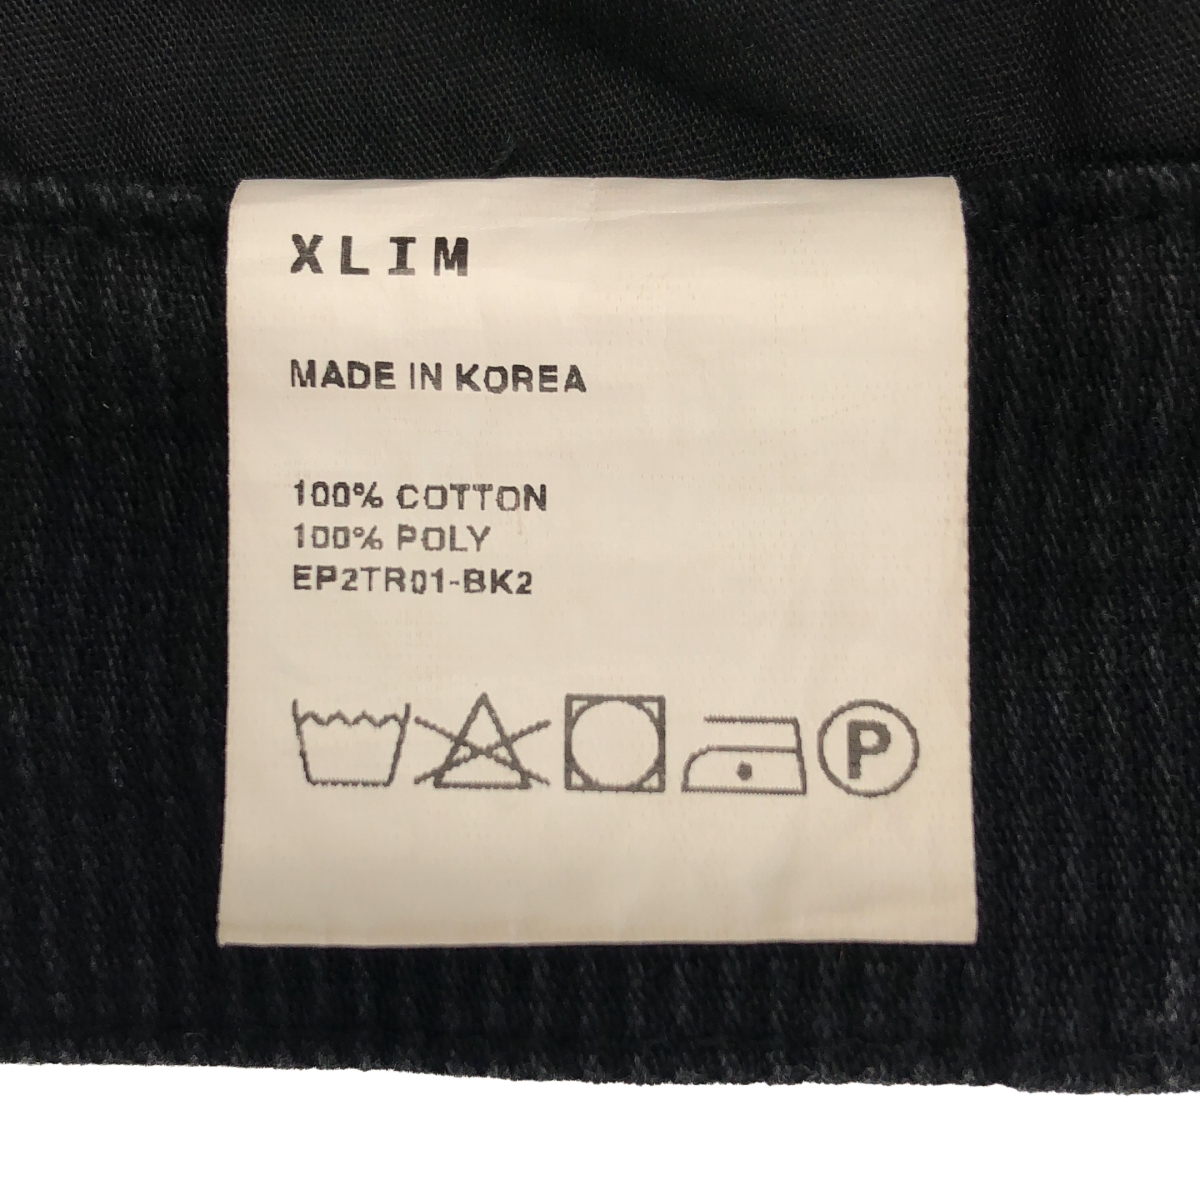 XLIM
MADE IN KOREA
100% COTTON
100% POLY
EP2TR01-BK2
P